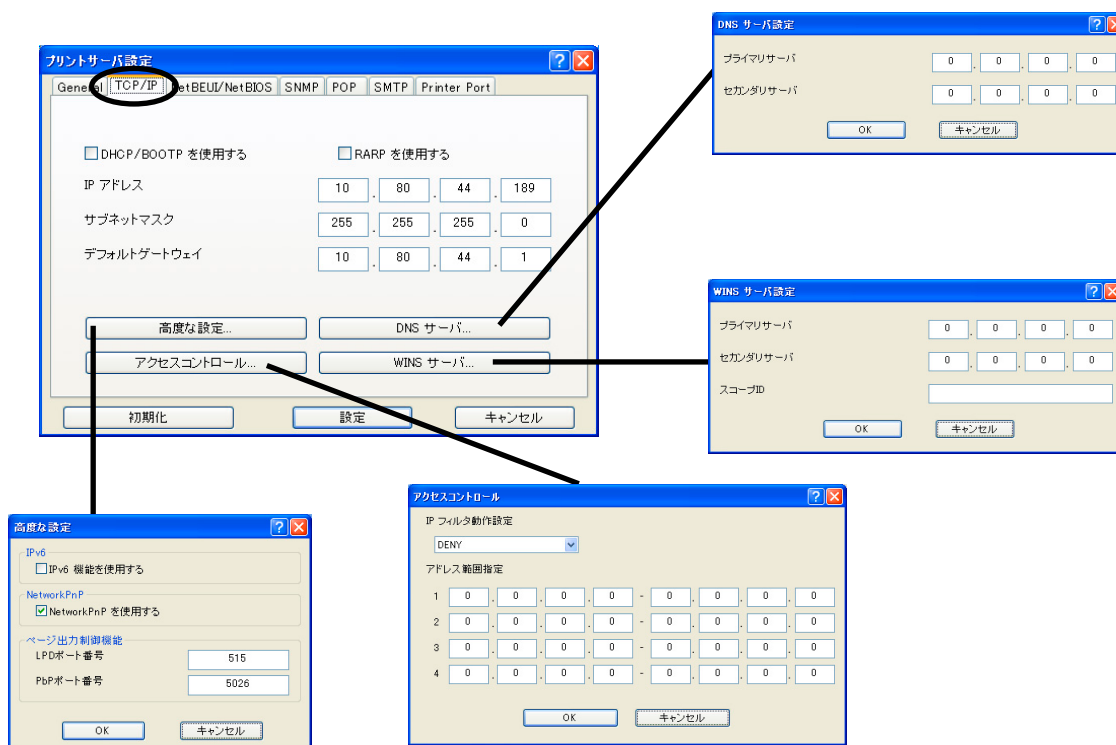 プリントサーバ設定
General TCP/IP NetBEUI/NetBIOS SNMP POP SMTP Printer Port
DHCP/BOOTP を使用する RARP を使用する
IP アドレス 10 . 80 . 44 . 189
サブネットマスク 255 . 255 . 255 . 0
デフォルトゲートウェイ 10 . 80 . 44 . 1
高度な設定... DNS サーバ...
アクセスコントロール... WINS サーバ...
初期化 設定 キャンセル
DNS サーバ設定
プライマリサーバ 0 . 0 . 0 . 0
セカンダリサーバ 0 . 0 . 0 . 0
OK キャンセル
WINS サーバ設定
プライマリサーバ 0 . 0 . 0 . 0
セカンダリサーバ 0 . 0 . 0 . 0
スコープID
OK キャンセル
高度な設定
IPv6
IPv6 機能を使用する
NetworkPnP
NetworkPnP を使用する
ページ出力制御機能
LPDポート番号 515
PbPポート番号 5026
OK キャンセル
アクセスコントロール
IP フィルタ動作設定
DENY
アドレス範囲指定
1 0 . 0 . 0 . 0 - 0 . 0 . 0 . 0
2 0 . 0 . 0 . 0 - 0 . 0 . 0 . 0
3 0 . 0 . 0 . 0 - 0 . 0 . 0 . 0
4 0 . 0 . 0 . 0 - 0 . 0 . 0 . 0
OK キャンセル